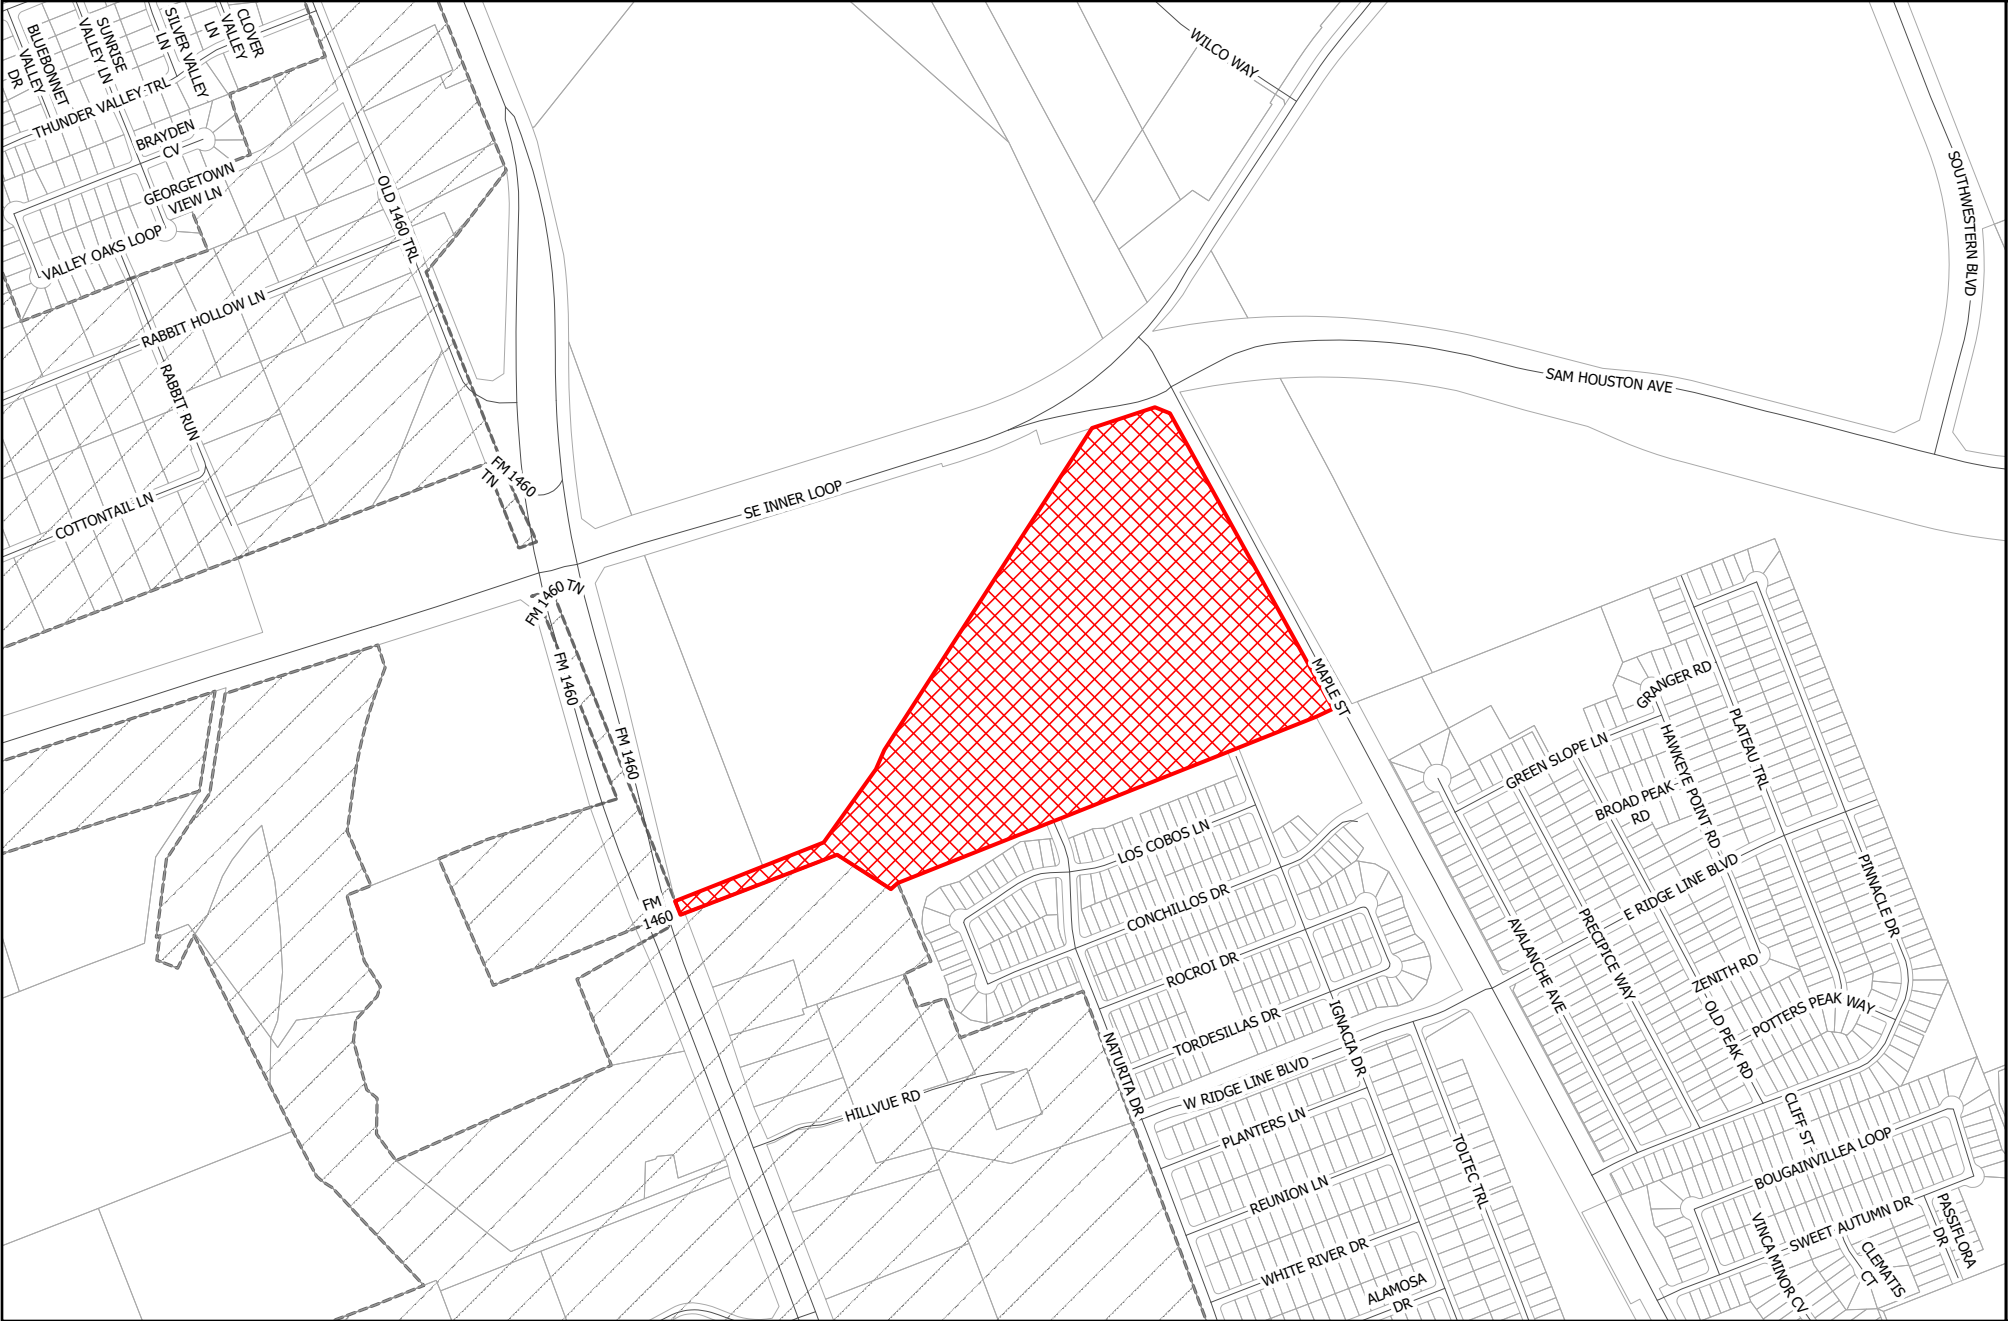 BLUEBONNET
VALLEY
DR
SUNRISE
VALLEY LN
SILVER VALLEY
LN
CLOVER
VALLEY
LN
THUNDER VALLEY TRL
BRAYDEN
CV
GEORGETOWN
VIEW LN
VALLEY OAKS LOOP
OLD 1460 TRL
RABBIT HOLLOW LN
RABBIT RUN
COTTONTAIL LN
FM 1460
TN
FM 1460 TN
FM 1460
FM 1460
FM
1460
SE INNER LOOP
WILCO WAY
SOUTHWESTERN BLVD
SAM HOUSTON AVE
MAPLE ST
GRANGER RD
GREEN SLOPE LN
HAWKEYE POINT RD
PLATEAU TRL
BROAD PEAK
RD
E RIDGE LINE BLVD
PINNACLE DR
AVALANCHE AVE
PRECIPICE WAY
ZENITH RD
OLD PEAK RD
POTTERS PEAK WAY
LOS COBOS LN
CONCHILLOS DR
ROCROI DR
TORDESILLAS DR
IGNACIA DR
NATURITA DR
W RIDGE LINE BLVD
HILLVUE RD
PLANTERS LN
REUNION LN
WHITE RIVER DR
ALAMOSA
DR
TOLTEC TRL
CLIFF ST
BOUGAINVILLEA LOOP
SWEET AUTUMN DR
VINCA MINOR CV
CLEMATIS
CT
PASSIFLORA
DR